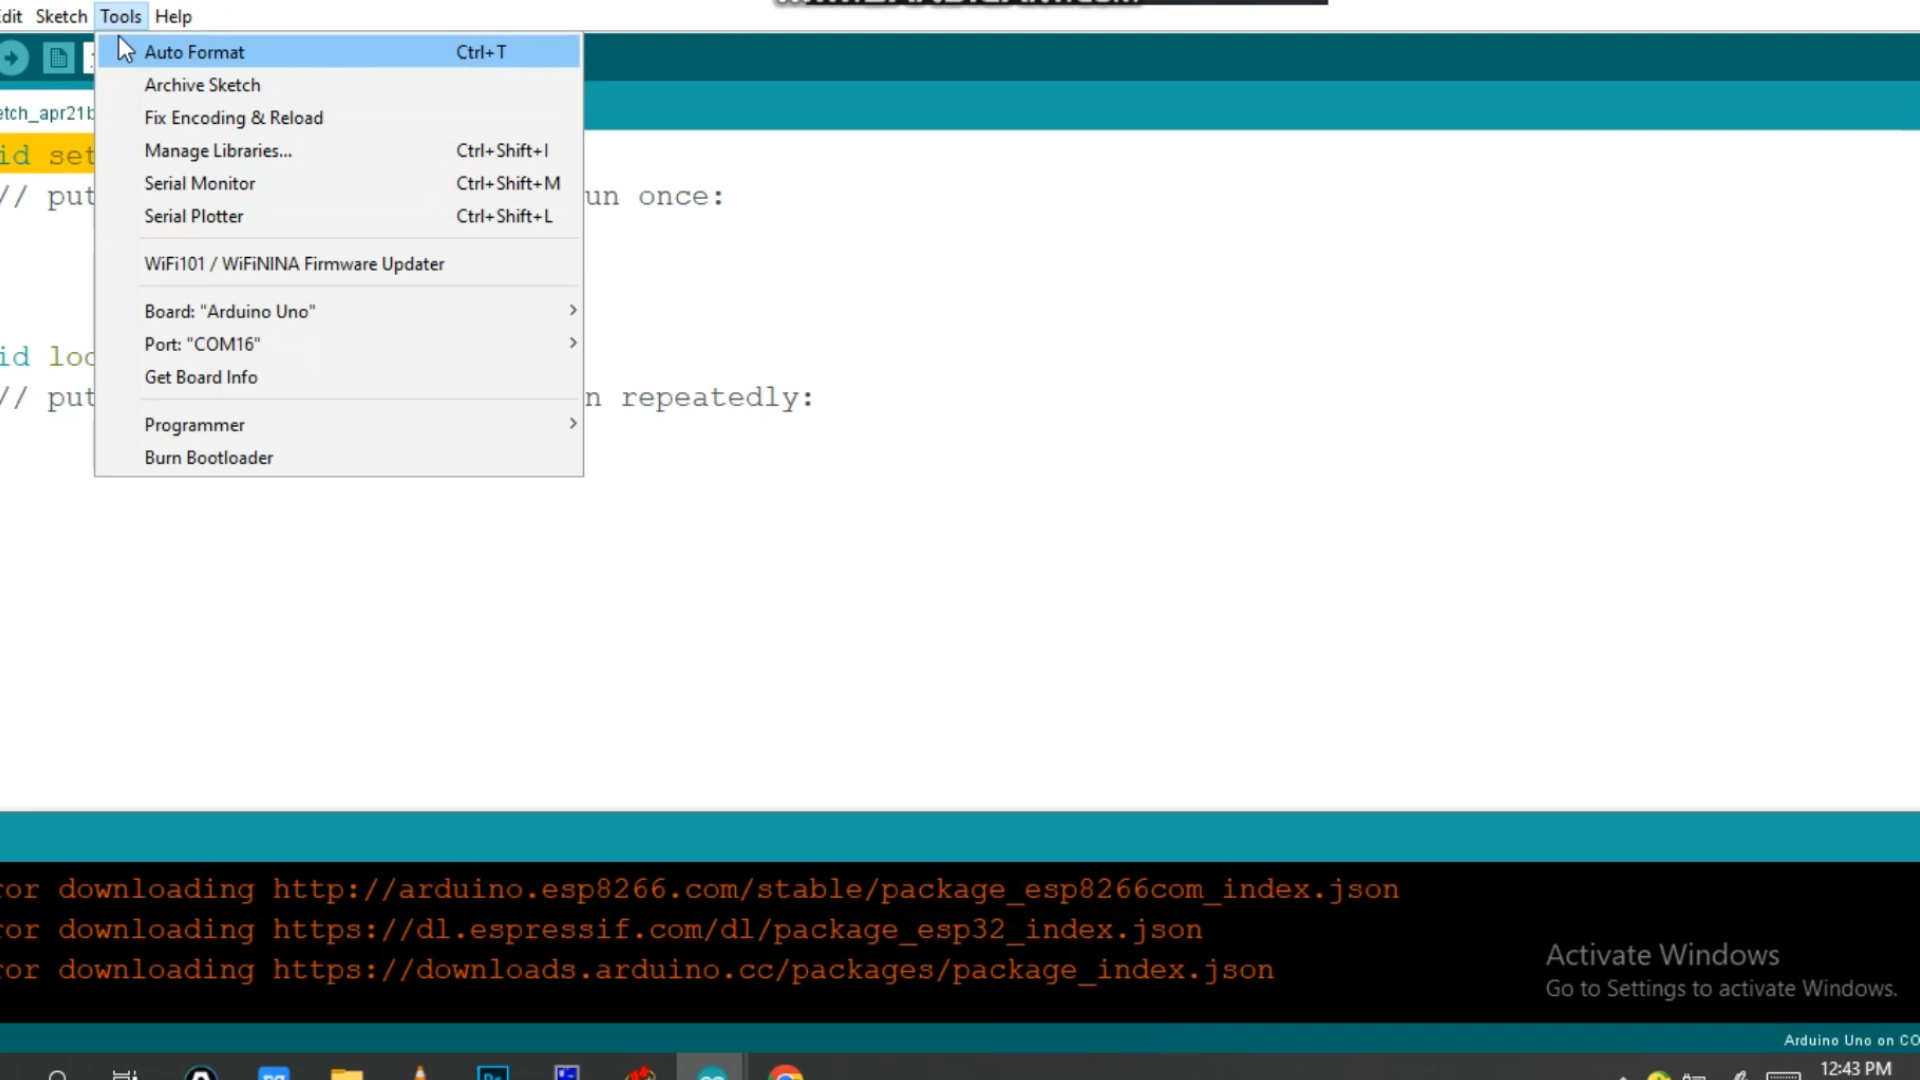 dit Sketch Tools Help
Auto Format Ctrl+T
Archive Sketch
etch_apr21b
Fix Encoding & Reload
id set
Manage Libraries... Ctrl+Shift+I
Serial Monitor Ctrl+Shift+M
// put un once:
Serial Plotter Ctrl+Shift+L
WiFi101 / WiFiNINA Firmware Updater
Board: "Arduino Uno"
Port: "COM16"
id loo
Get Board Info
// put n repeatedly:
Programmer
Burn Bootloader
ror downloading http://arduino.esp8266.com/stable/package_esp8266com_index.json
ror downloading https://dl.espressif.com/dl/package_esp32_index.json
ror downloading https://downloads.arduino.cc/packages/package_index.json
Activate Windows
Go to Settings to activate Windows.
Arduino Uno on CO
12:43 PM